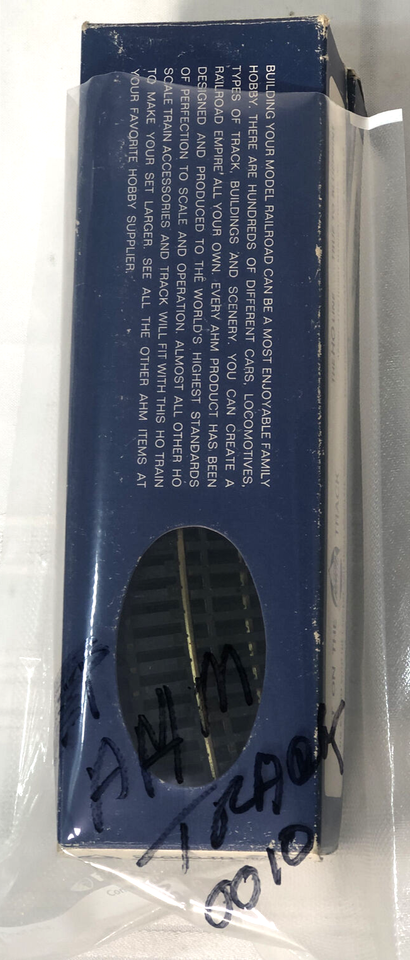 BUILDING YOUR MODEL RAILROAD CAN BE A MOST ENJOYABLE FAMILY
HOBBY. THERE ARE HUNDREDS OF DIFFERENT CARS, LOCOMOTIVES,
TYPES OF TRACK, BUILDINGS AND SCENERY. YOU CAN CREATE A
RAILROAD EMPIRE ALL YOUR OWN. EVERY AHM PRODUCT HAS BEEN
DESIGNED AND PRODUCED TO THE WORLD'S HIGHEST STANDARDS
OF PERFECTION TO SCALE AND OPERATION. ALMOST ALL OTHER HO
SCALE TRAIN ACCESSORIES AND TRACK WILL FIT WITH THIS HO TRAIN
TO MAKE YOUR SET LARGER. SEE ALL THE OTHER AHM ITEMS AT
YOUR FAVORITE HOBBY SUPPLIER.
AHM
TRACK
0010